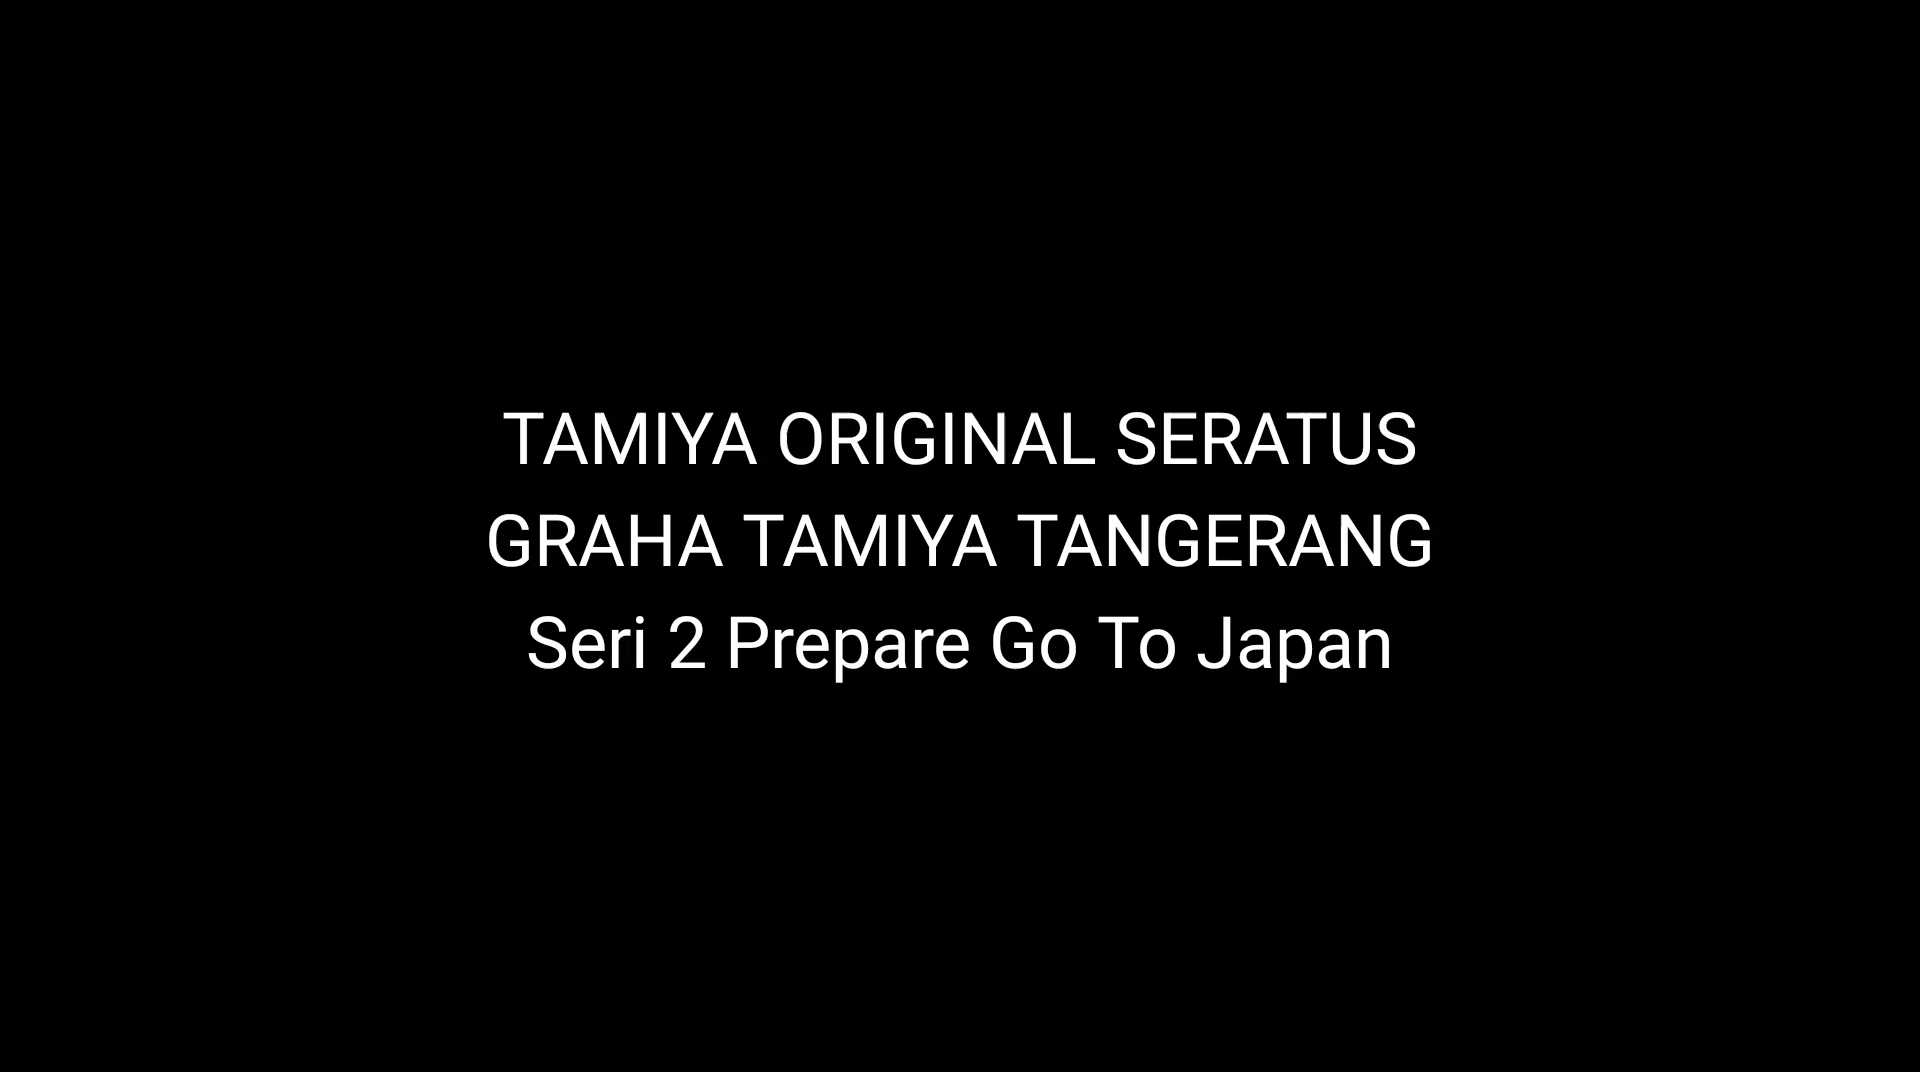 TAMIYA ORIGINAL SERATUS
GRAHA TAMIYA TANGERANG
Seri 2 Prepare Go To Japan